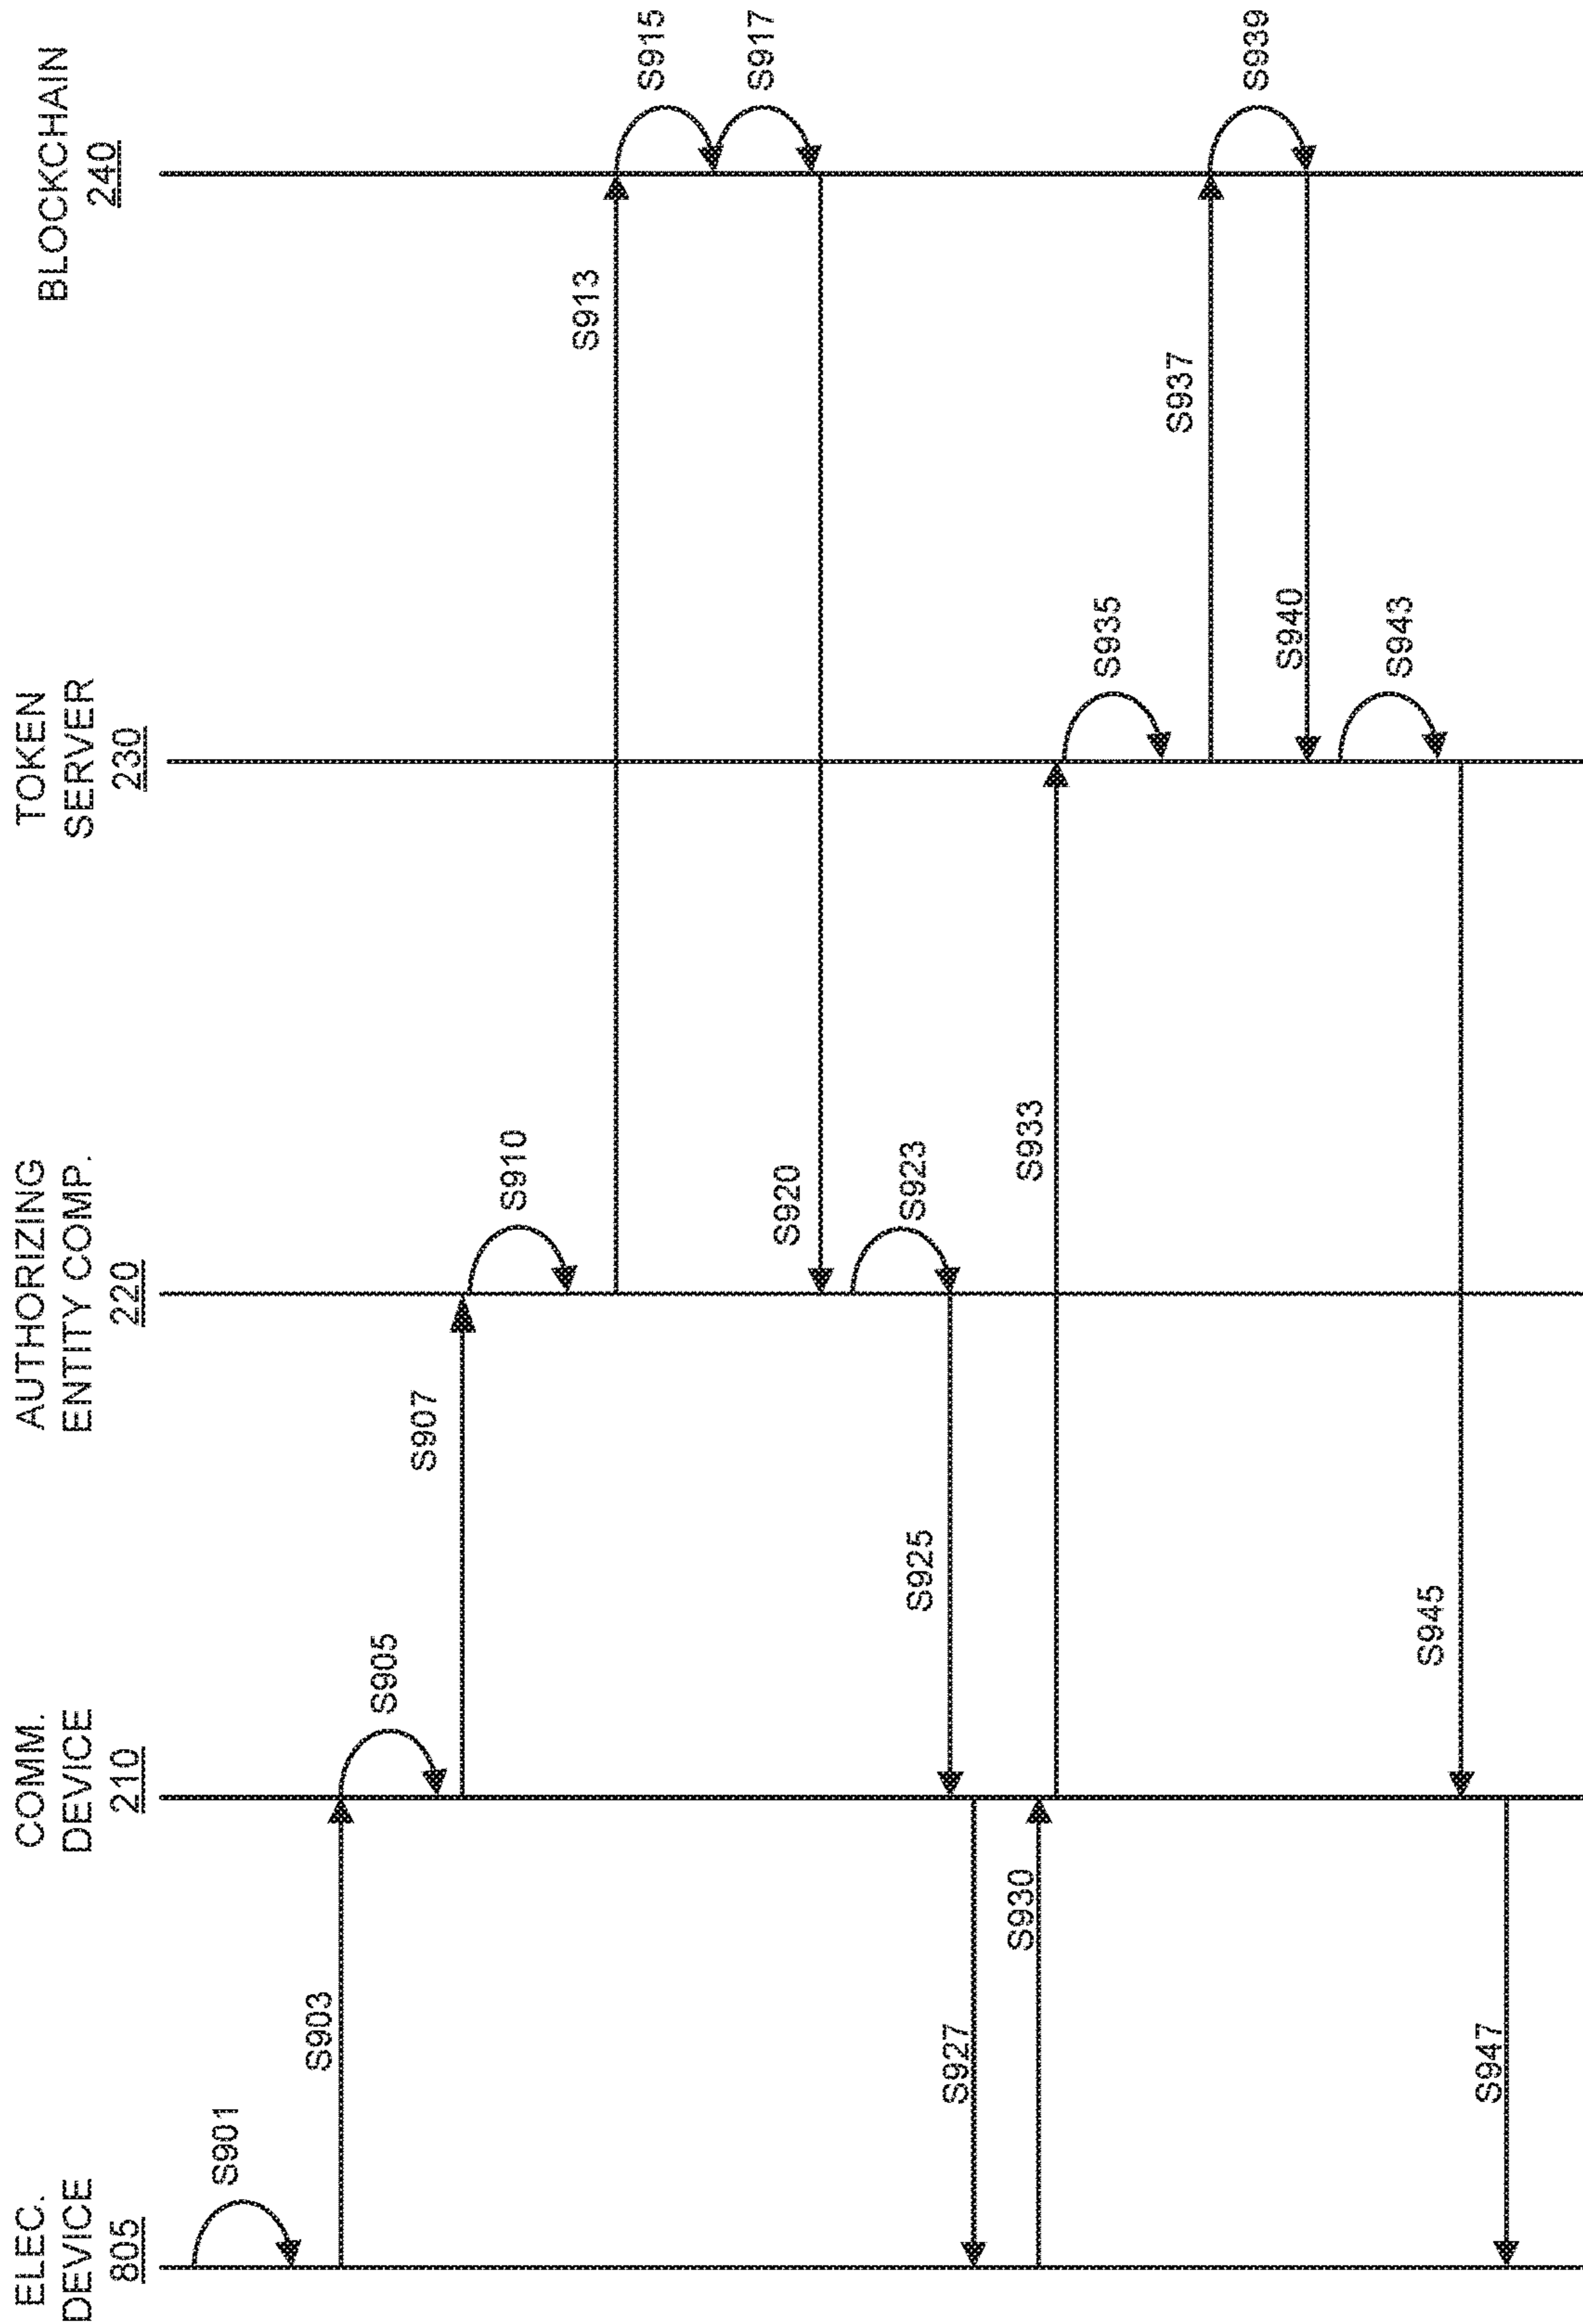 ELEC.
DEVICE
805
COMM.
DEVICE
210
AUTHORIZING
ENTITY COMP.
220
TOKEN
SERVER
230
BLOCKCHAIN
240
S901
S903
S905
S907
S910
S913
S915
S917
S920
S923
S925
S927
S930
S933
S935
S937
S939
S940
S943
S945
S947